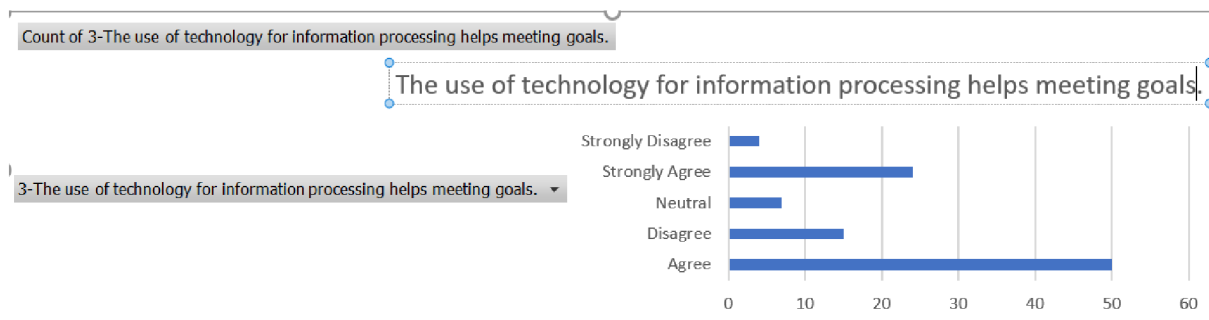 Count of 3-The use of technology for information processing helps meeting goals.
The use of technology for information processing helps meeting goals.
Strongly Disagree
Strongly Agree
3-The use of technology for information processing helps meeting goals.
Neutral
Disagree
Agree
0 10 20 30 40 50 60